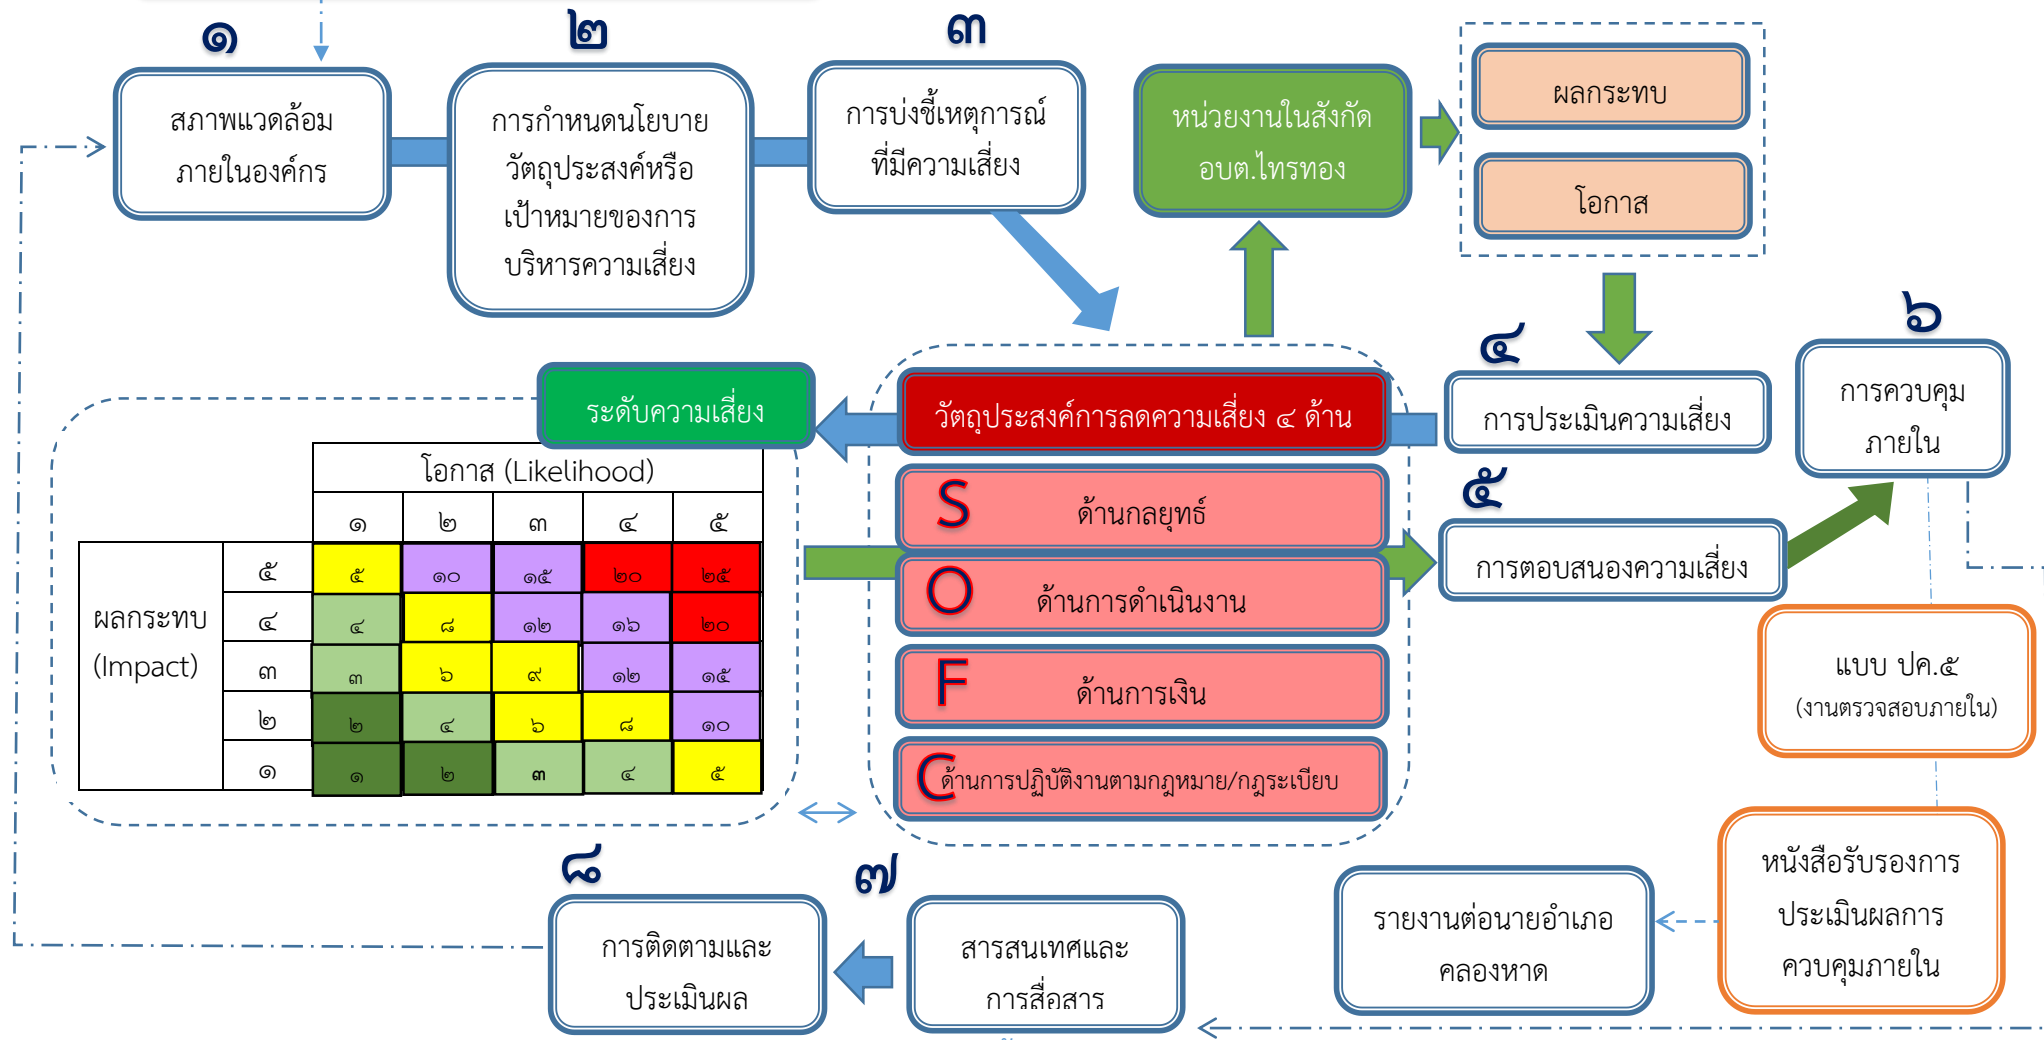 ๑
สภาพแวดล้อม
ภายในองค์กร
๒
การกำหนดนโยบาย
วัตถุประสงค์หรือ
เป้าหมายของการ
บริหารความเสี่ยง
๓
การบ่งชี้เหตุการณ์
ที่มีความเสี่ยง
หน่วยงานในสังกัด
อบต.ไทรทอง
ผลกระทบ
โอกาส
๔
การประเมินความเสี่ยง
๕
การตอบสนองความเสี่ยง
๖
การควบคุม
ภายใน
ระดับความเสี่ยง
โอกาส (Likelihood)
๑ ๒ ๓ ๔ ๕
ผลกระทบ
(Impact)
๕ ๕ ๑๐ ๑๕ ๒๐ ๒๕
๔ ๔ ๘ ๑๒ ๑๖ ๒๐
๓ ๓ ๖ ๙ ๑๒ ๑๕
๒ ๒ ๔ ๖ ๘ ๑๐
๑ ๑ ๒ ๓ ๔ ๕
วัตถุประสงค์การลดความเสี่ยง ๔ ด้าน
S ด้านกลยุทธ์
O ด้านการดำเนินงาน
F ด้านการเงิน
C ด้านการปฏิบัติงานตามกฎหมาย/กฎระเบียบ
แบบ ปค.๕
(งานตรวจสอบภายใน)
หนังสือรับรองการ
ประเมินผลการ
ควบคุมภายใน
รายงานต่อนายอำเภอ
คลองหาด
๗
สารสนเทศและ
การสื่อสาร
๘
การติดตามและ
ประเมินผล